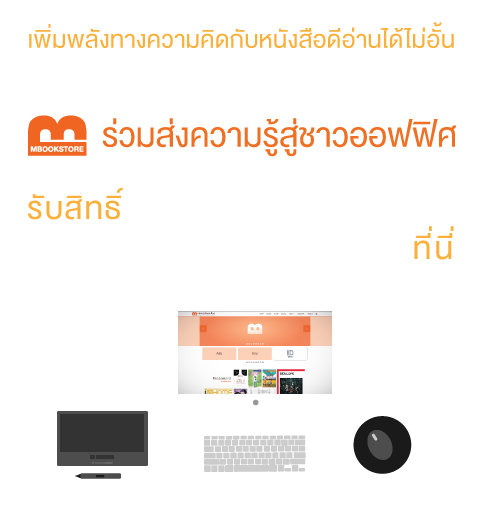 เพิ่มพลังทางความคิดกับหนังสือดีอ่านได้ไม่อั้น
MBOOKSTORE
ร่วมส่งความรู้สู่ชาวออฟฟิศ
รับสิทธิ์
ที่นี่